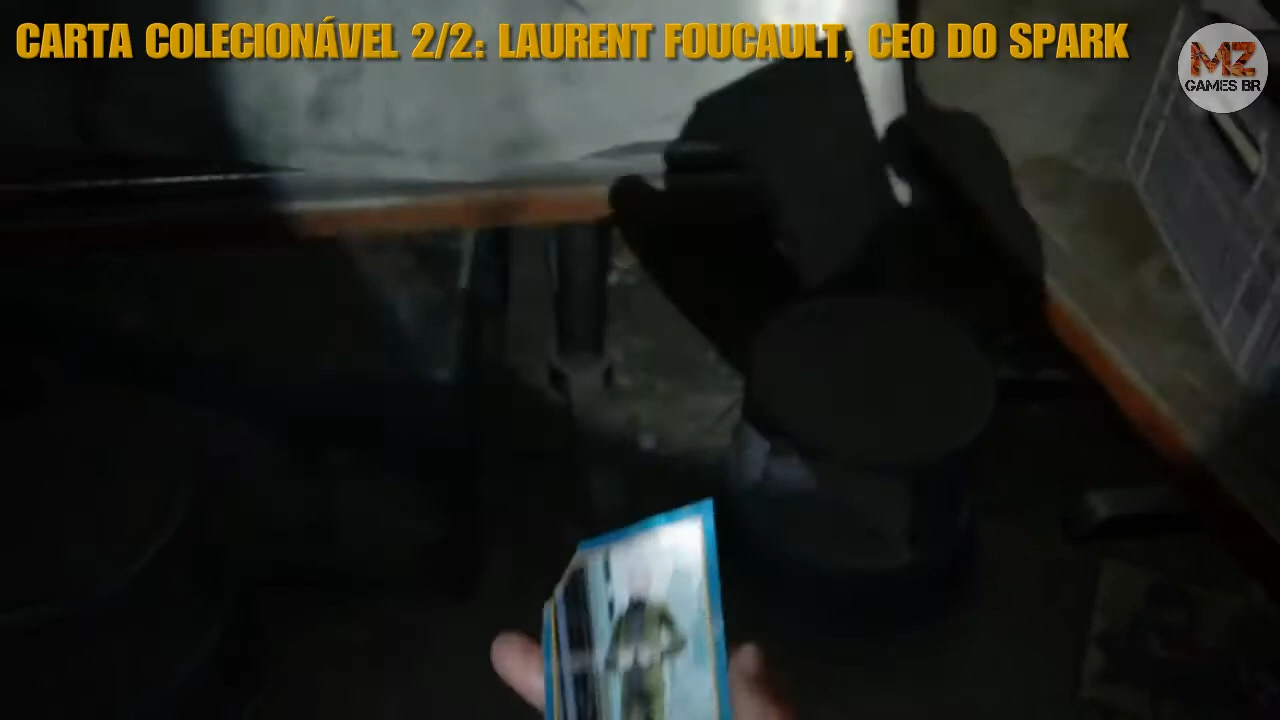 CARTA COLECIONÁVEL 2/2: LAURENT FOUCAULT, CEO DO SPARK
MZ
GAMES BR